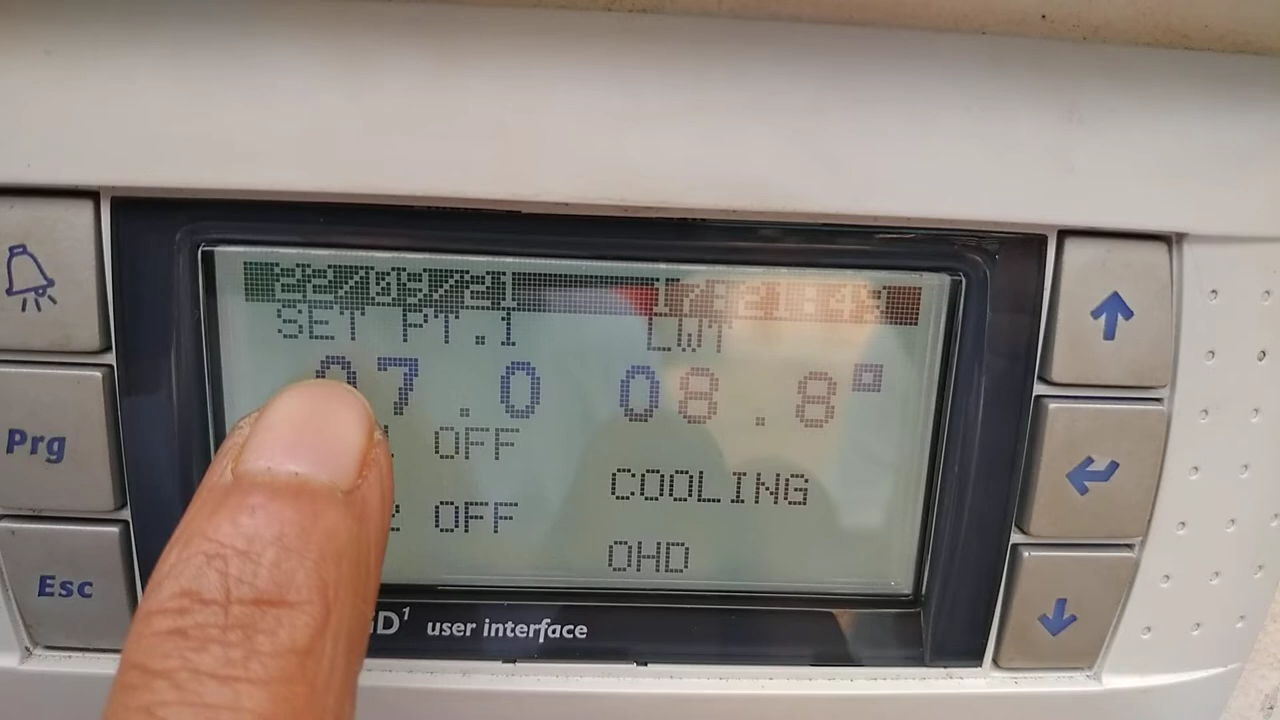 SET PT.1 LWT
07.0 08.8°
OFF
COOLING
OFF
OHD
Prg
Esc
user interface